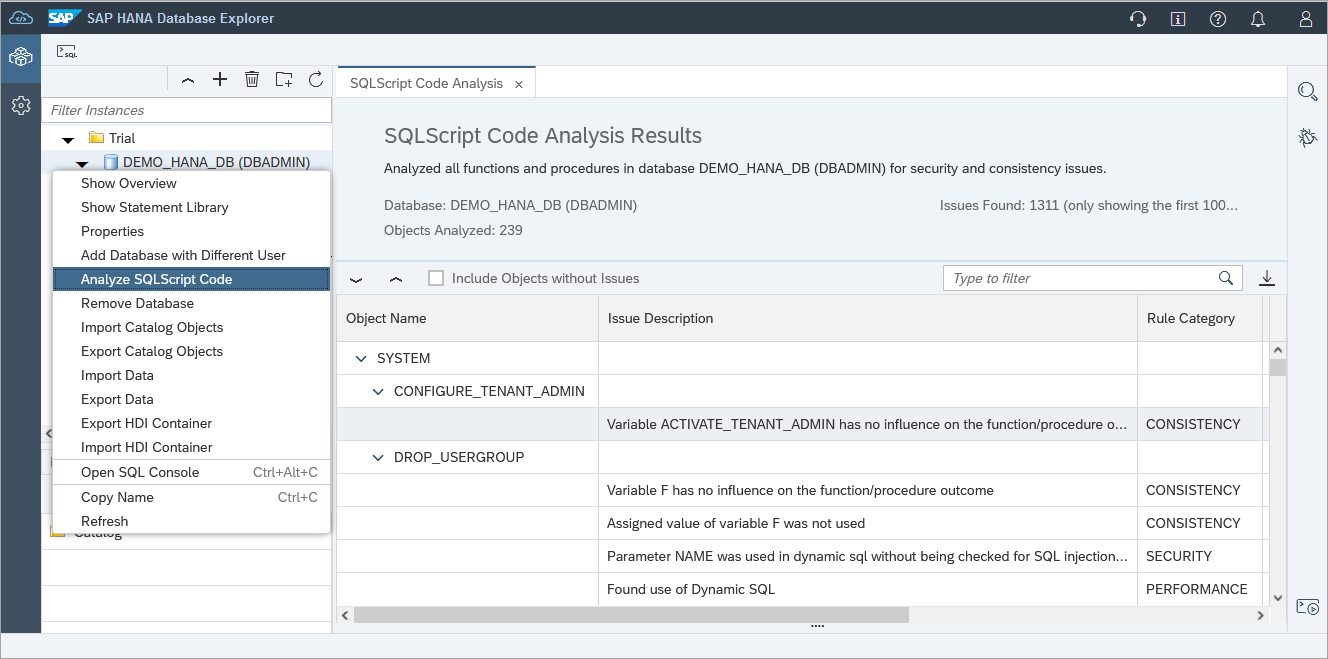 SAP SAP HANA Database Explorer
SQL
SQLScript Code Analysis
Filter Instances
Trial
DEMO_HANA_DB (DBADMIN)
Show Overview
Show Statement Library
Properties
Add Database with Different User
Analyze SQLScript Code
Remove Database
Import Catalog Objects
Export Catalog Objects
Import Data
Export Data
Export HDI Container
Import HDI Container
Open SQL Console Ctrl+Alt+C
Copy Name Ctrl+C
Refresh
Catalog
SQLScript Code Analysis Results
Analyzed all functions and procedures in database DEMO_HANA_DB (DBADMIN) for security and consistency issues.
Database: DEMO_HANA_DB (DBADMIN) Issues Found: 1311 (only showing the first 100...
Objects Analyzed: 239
Include Objects without Issues Type to filter
Object Name Issue Description Rule Category
SYSTEM
CONFIGURE_TENANT_ADMIN
Variable ACTIVATE_TENANT_ADMIN has no influence on the function/procedure o... CONSISTENCY
DROP_USERGROUP
Variable F has no influence on the function/procedure outcome CONSISTENCY
Assigned value of variable F was not used CONSISTENCY
Parameter NAME was used in dynamic sql without being checked for SQL injection... SECURITY
Found use of Dynamic SQL PERFORMANCE